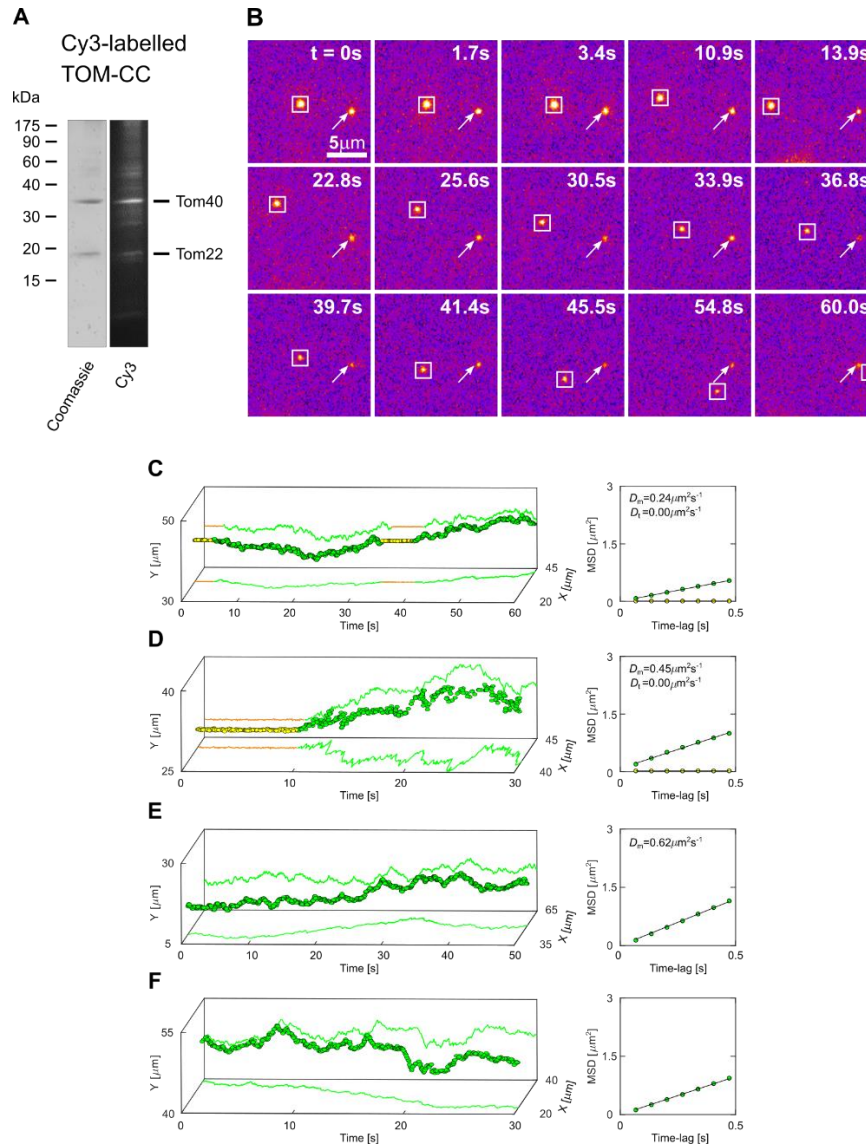 A
Cy3-labelled
TOM-CC
kDa
175
90
60
40
30
20
15
Tom40
Tom22
Coomassie
Cy3
B
t = 0s
1.7s
3.4s
10.9s
13.9s
5μm
22.8s
25.6s
30.5s
33.9s
36.8s
39.7s
41.4s
45.5s
54.8s
60.0s
C
Y [μm]
50
30
0
10
20
30
40
50
60
Time [s]
45
20
X [μm]
MSD [μm²]
3
1.5
0
0
0.5
Time-lag [s]
Dm=0.24μm²s⁻¹
Dt=0.00μm²s⁻¹
D
Y [μm]
40
25
0
10
20
30
Time [s]
45
40
X [μm]
MSD [μm²]
3
1.5
0
0
0.5
Time-lag [s]
Dm=0.45μm²s⁻¹
Dt=0.00μm²s⁻¹
E
Y [μm]
30
5
0
10
20
30
40
50
Time [s]
65
35
X [μm]
MSD [μm²]
3
1.5
0
0
0.5
Time-lag [s]
Dm=0.62μm²s⁻¹
F
Y [μm]
55
40
0
10
20
30
Time [s]
40
20
X [μm]
MSD [μm²]
3
1.5
0
0
0.5
Time-lag [s]